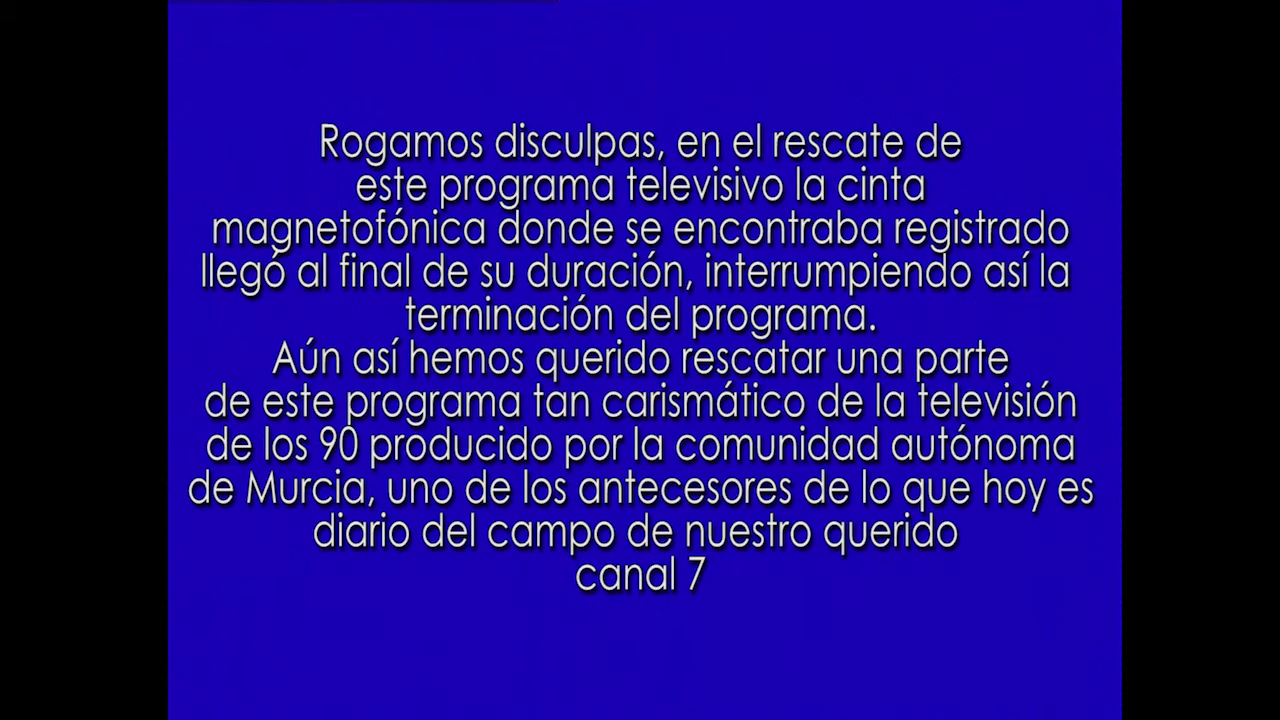 Rogamos disculpas, en el rescate de
este programa televisivo la cinta
magnetofónica donde se encontraba registrado
llegó al final de su duración, interrumpiendo así la
terminación del programa.
Aún así hemos querido rescatar una parte
de este programa tan carismático de la televisión
de los 90 producido por la comunidad autónoma
de Murcia, uno de los antecesores de lo que hoy es
diario del campo de nuestro querido
canal 7